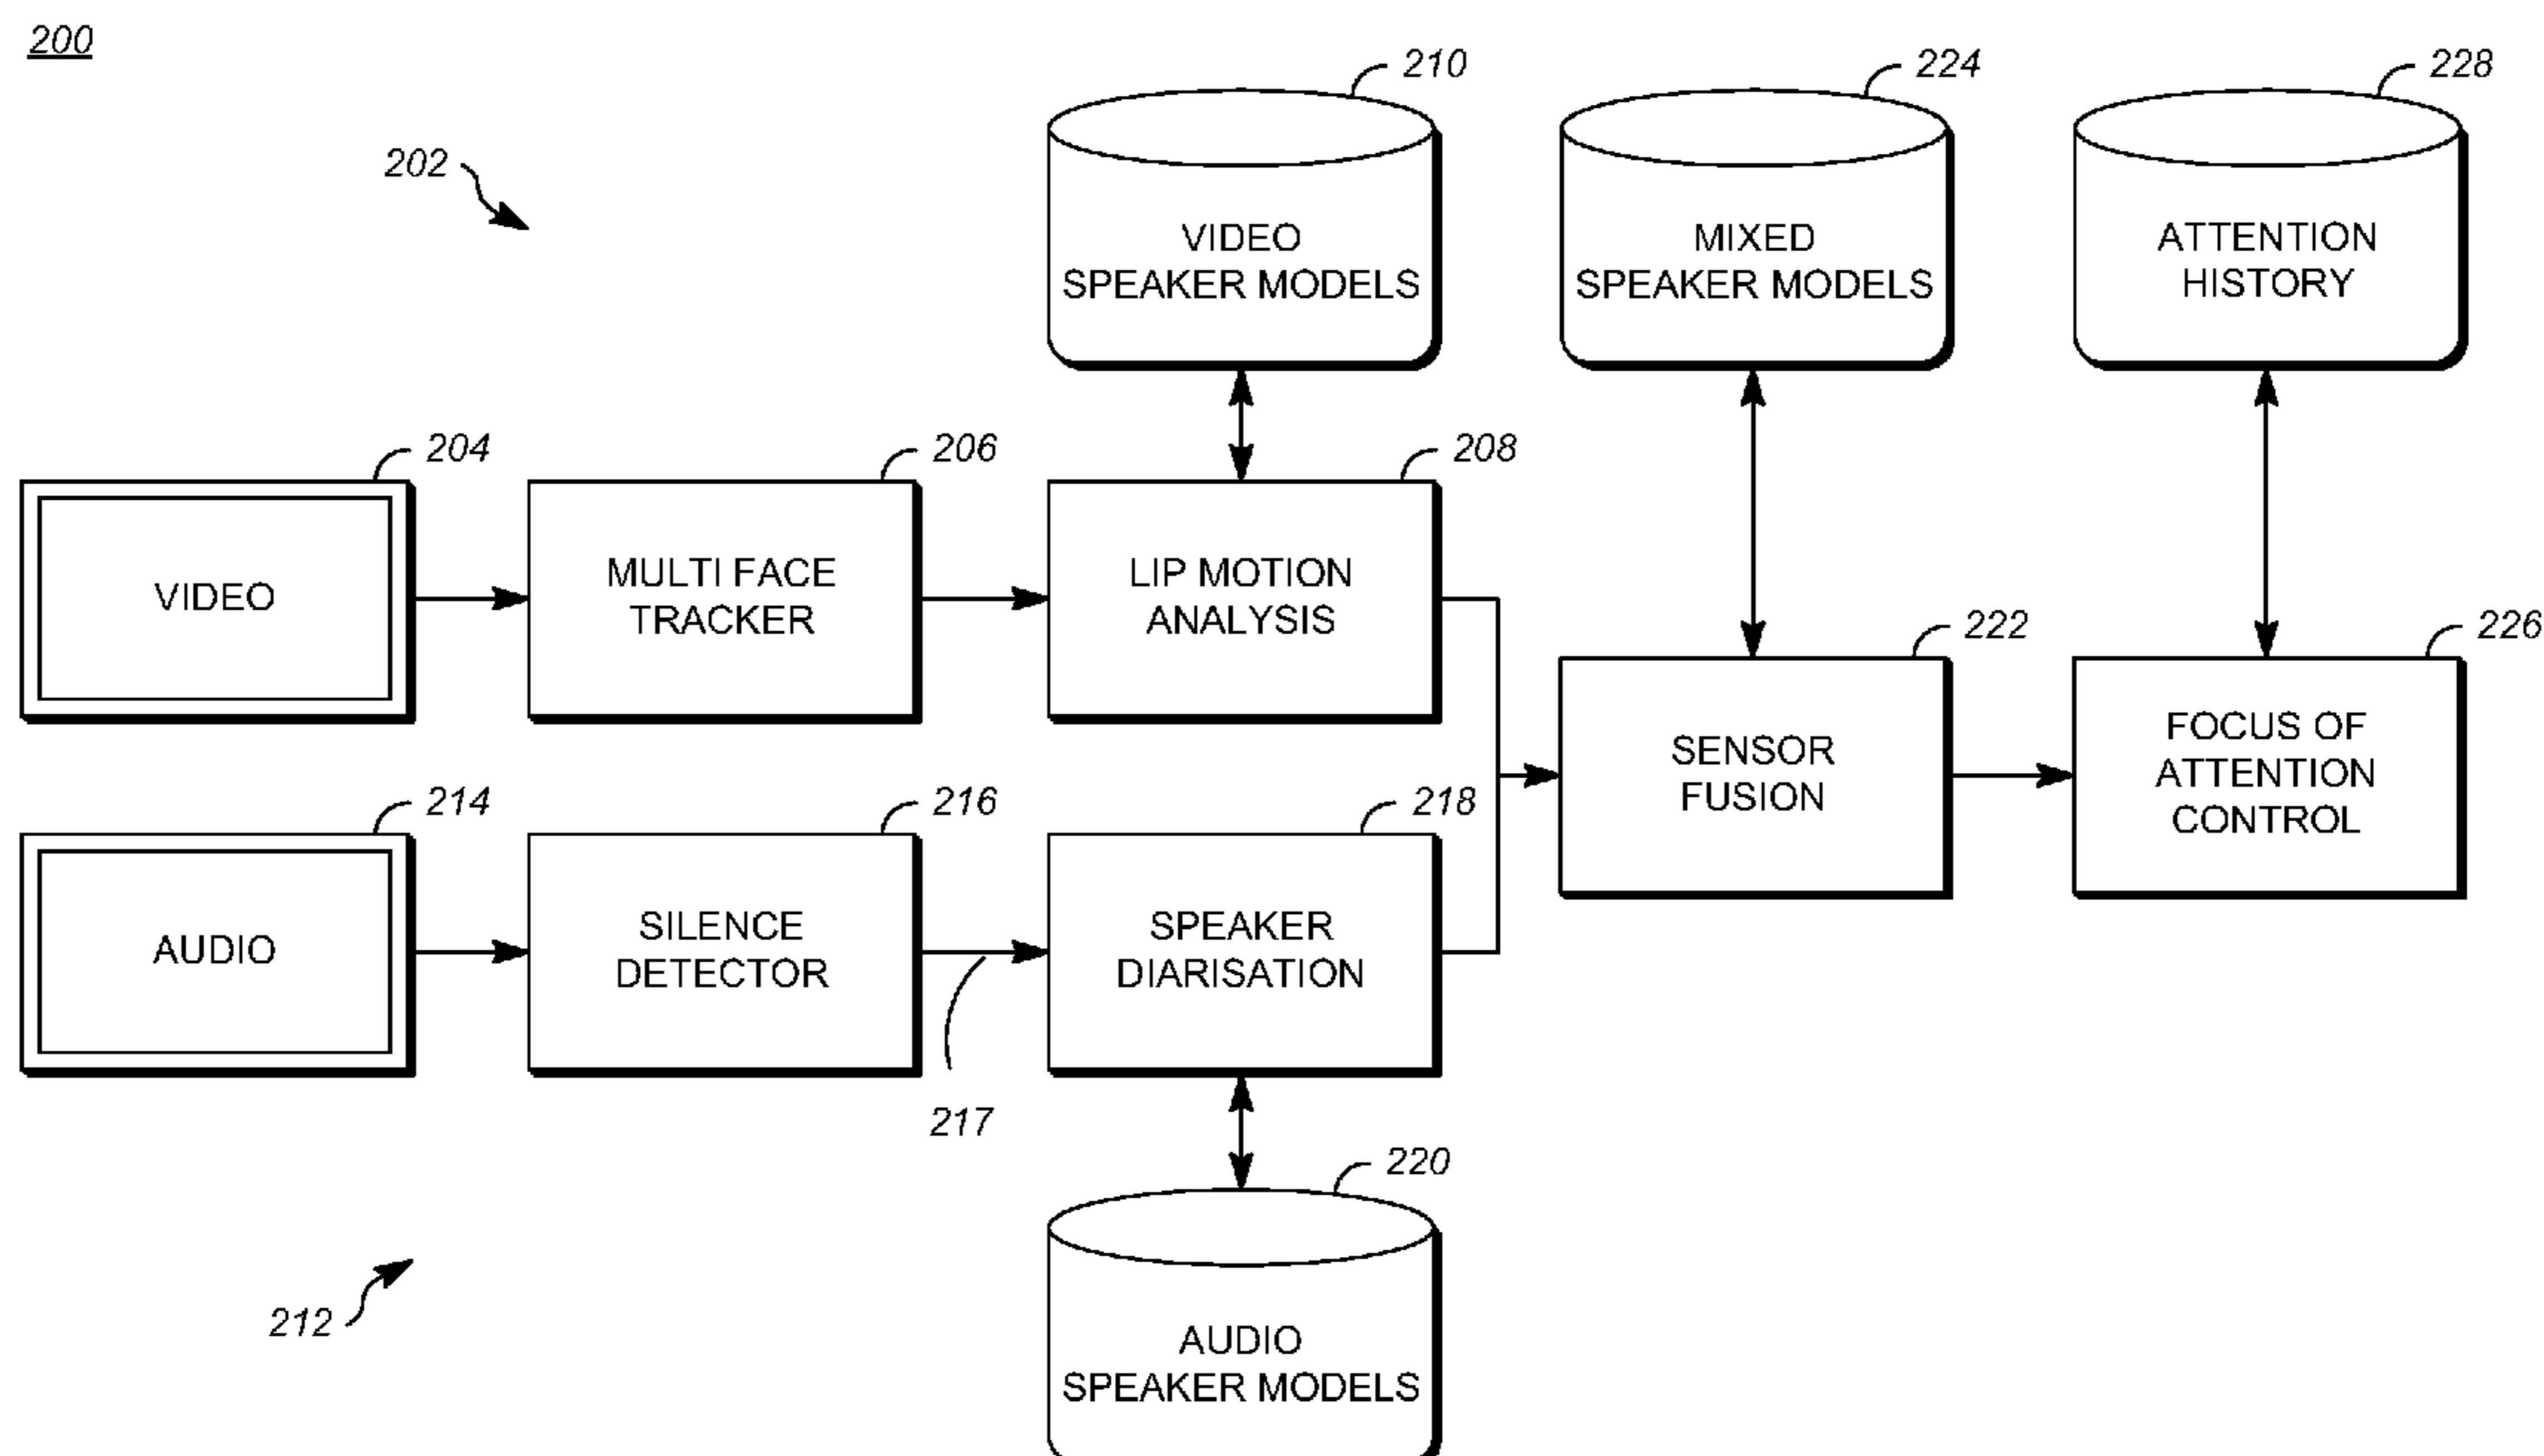 200
210
224
228
202
VIDEO
SPEAKER MODELS
MIXED
SPEAKER MODELS
ATTENTION
HISTORY
204
206
208
VIDEO
MULTI FACE
TRACKER
LIP MOTION
ANALYSIS
222
226
SENSOR
FUSION
FOCUS OF
ATTENTION
CONTROL
214
216
218
AUDIO
SILENCE
DETECTOR
SPEAKER
DIARISATION
217
220
212
AUDIO
SPEAKER MODELS